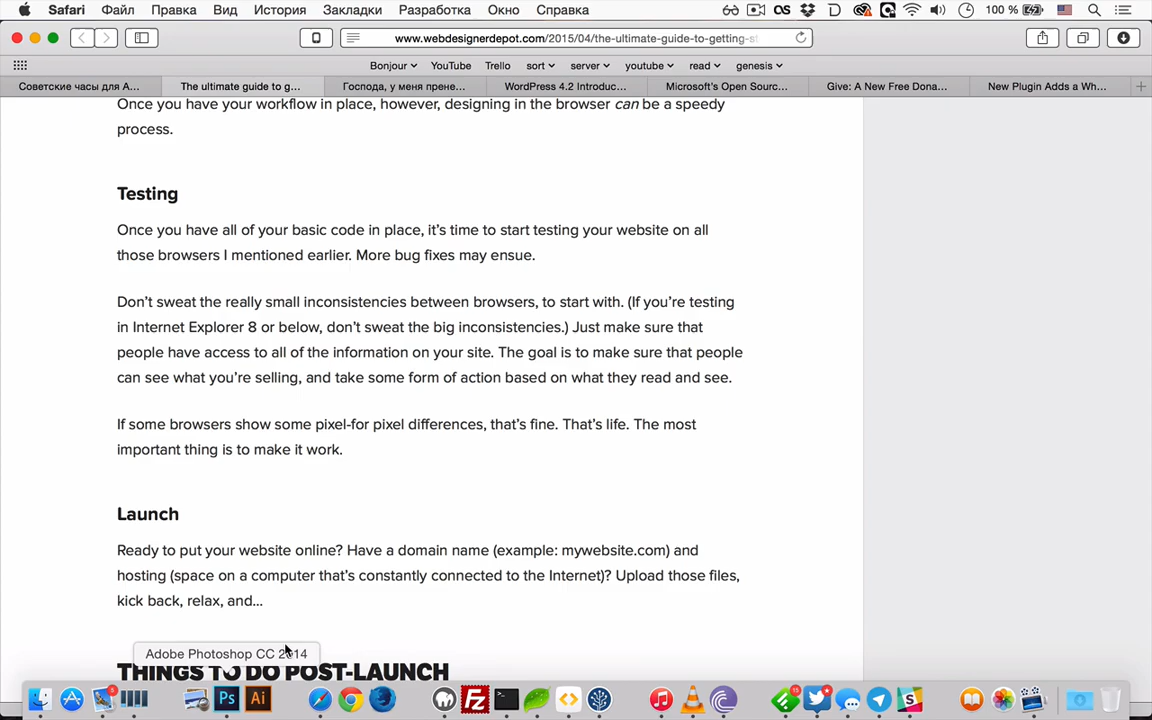 Safari Файл Правка Вид История Закладки Разработка Окно Справка 100 %
www.webdesignerdepot.com/2015/04/the-ultimate-guide-to-getting-st
Bonjour YouTube Trello sort server youtube read genesis
Советские часы для А... The ultimate guide to g... Господа, у меня прене... WordPress 4.2 Introduc... Microsoft's Open Sourc... Give: A New Free Dona... New Plugin Adds a Wh...
Once you have your workflow in place, however, designing in the browser can be a speedy
process.
Testing
Once you have all of your basic code in place, it's time to start testing your website on all
those browsers I mentioned earlier. More bug fixes may ensue.
Don't sweat the really small inconsistencies between browsers, to start with. (If you're testing
in Internet Explorer 8 or below, don't sweat the big inconsistencies.) Just make sure that
people have access to all of the information on your site. The goal is to make sure that people
can see what you're selling, and take some form of action based on what they read and see.
If some browsers show some pixel-for pixel differences, that's fine. That's life. The most
important thing is to make it work.
Launch
Ready to put your website online? Have a domain name (example: mywebsite.com) and
hosting (space on a computer that's constantly connected to the Internet)? Upload those files,
kick back, relax, and...
Adobe Photoshop CC 2014
THINGS TO DO POST-LAUNCH
Ps Ai Fz